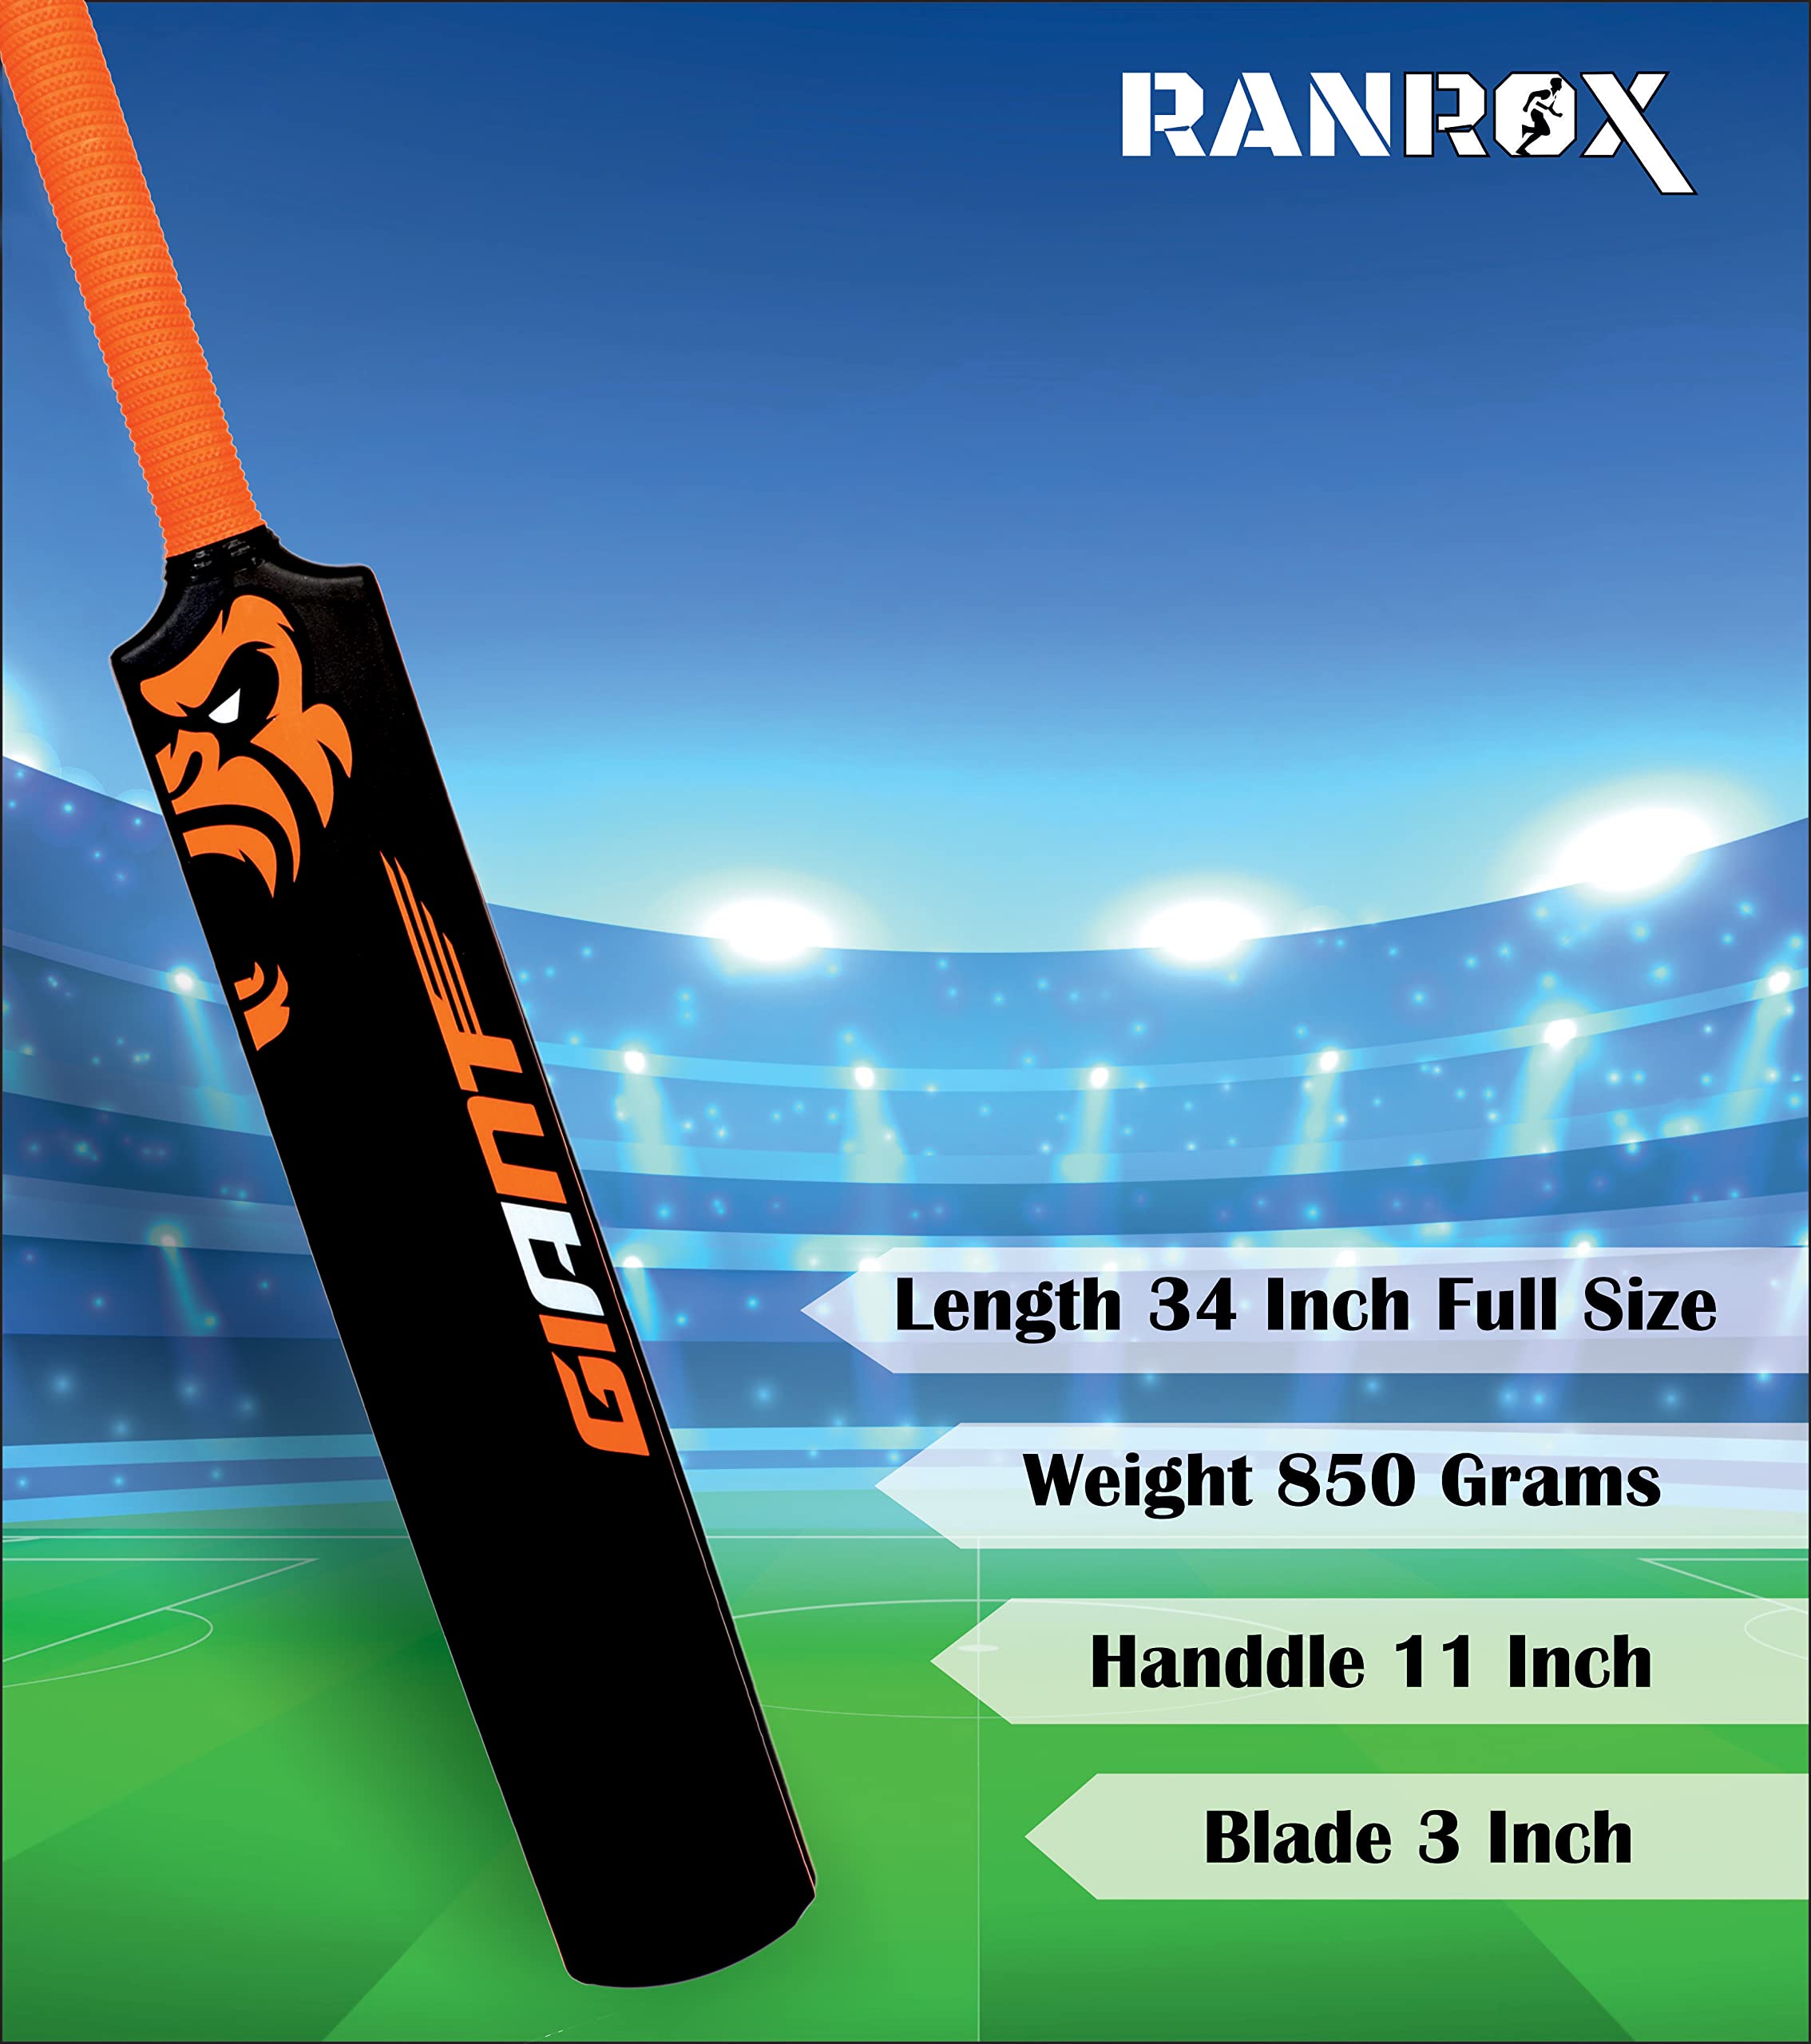 RANROX
GIANT
Length 34 Inch Full Size
Weight 850 Grams
Handdle 11 Inch
Blade 3 Inch